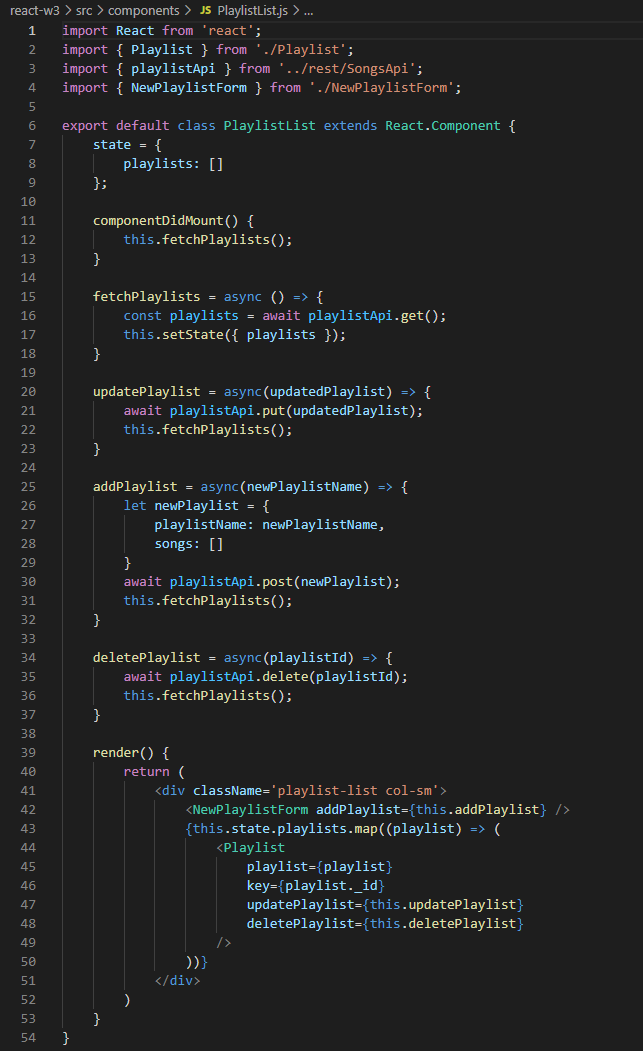 react-w3 > src > components > JS PlaylistList.js > ...
1 import React from 'react';
2 import { Playlist } from './Playlist';
3 import { playlistApi } from '../rest/SongsApi';
4 import { NewPlaylistForm } from './NewPlaylistForm';
5
6 export default class PlaylistList extends React.Component {
7     state = {
8         playlists: []
9     };
10
11     componentDidMount() {
12         this.fetchPlaylists();
13     }
14
15     fetchPlaylists = async () => {
16         const playlists = await playlistApi.get();
17         this.setState({ playlists });
18     }
19
20     updatePlaylist = async(updatedPlaylist) => {
21         await playlistApi.put(updatedPlaylist);
22         this.fetchPlaylists();
23     }
24
25     addPlaylist = async(newPlaylistName) => {
26         let newPlaylist = {
27             playlistName: newPlaylistName,
28             songs: []
29         }
30         await playlistApi.post(newPlaylist);
31         this.fetchPlaylists();
32     }
33
34     deletePlaylist = async(playlistId) => {
35         await playlistApi.delete(playlistId);
36         this.fetchPlaylists();
37     }
38
39     render() {
40         return (
41             <div className='playlist-list col-sm'>
42                 <NewPlaylistForm addPlaylist={this.addPlaylist} />
43                 {this.state.playlists.map((playlist) => (
44                     <Playlist
45                         playlist={playlist}
46                         key={playlist._id}
47                         updatePlaylist={this.updatePlaylist}
48                         deletePlaylist={this.deletePlaylist}
49                     />
50                 ))}
51             </div>
52         )
53     }
54 }